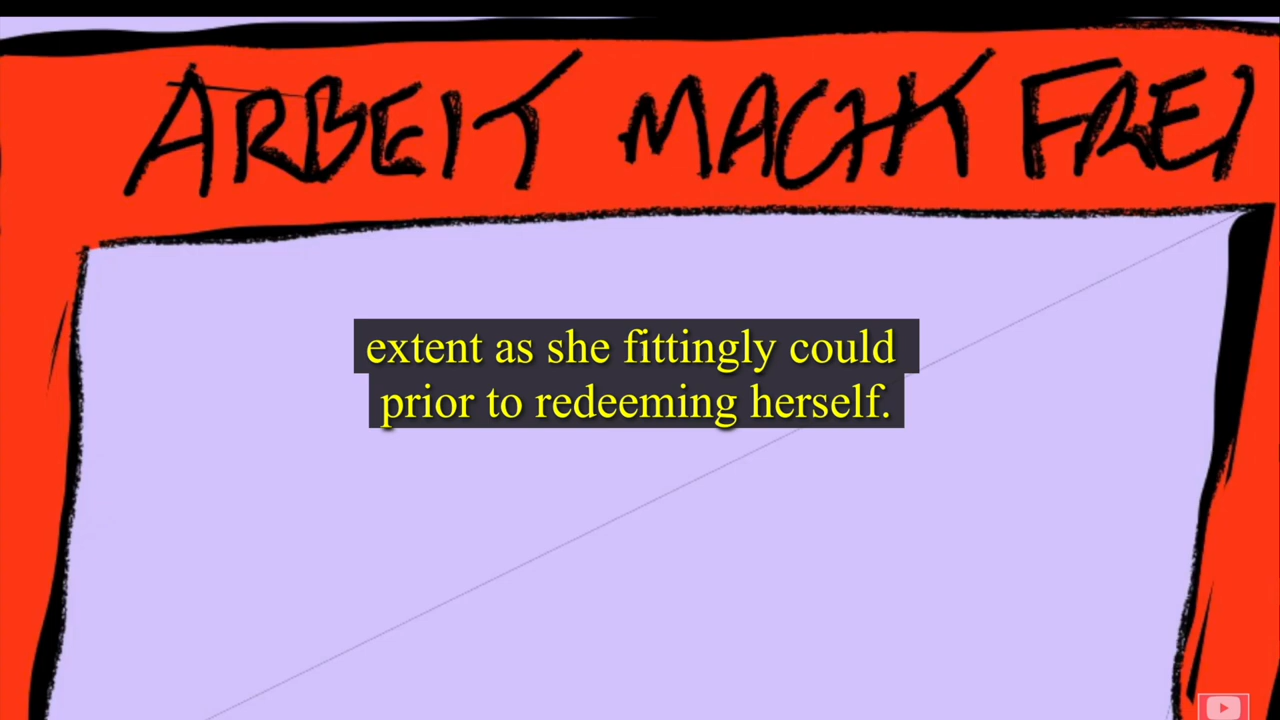 ARBEIT MACHT FREI
extent as she fittingly could
prior to redeeming herself.